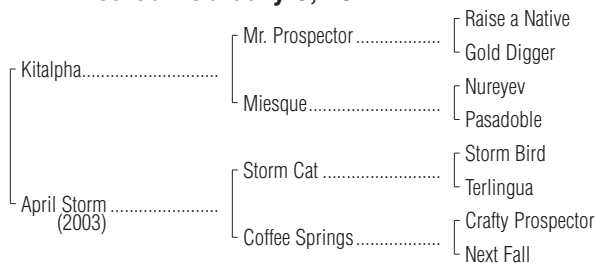 Raise a Native
Mr. Prospector
Gold Digger
Kitalpha
Nureyev
Miesque
Pasadoble
Storm Bird
Storm Cat
Terlingua
April Storm
(2003)
Crafty Prospector
Coffee Springs
Next Fall